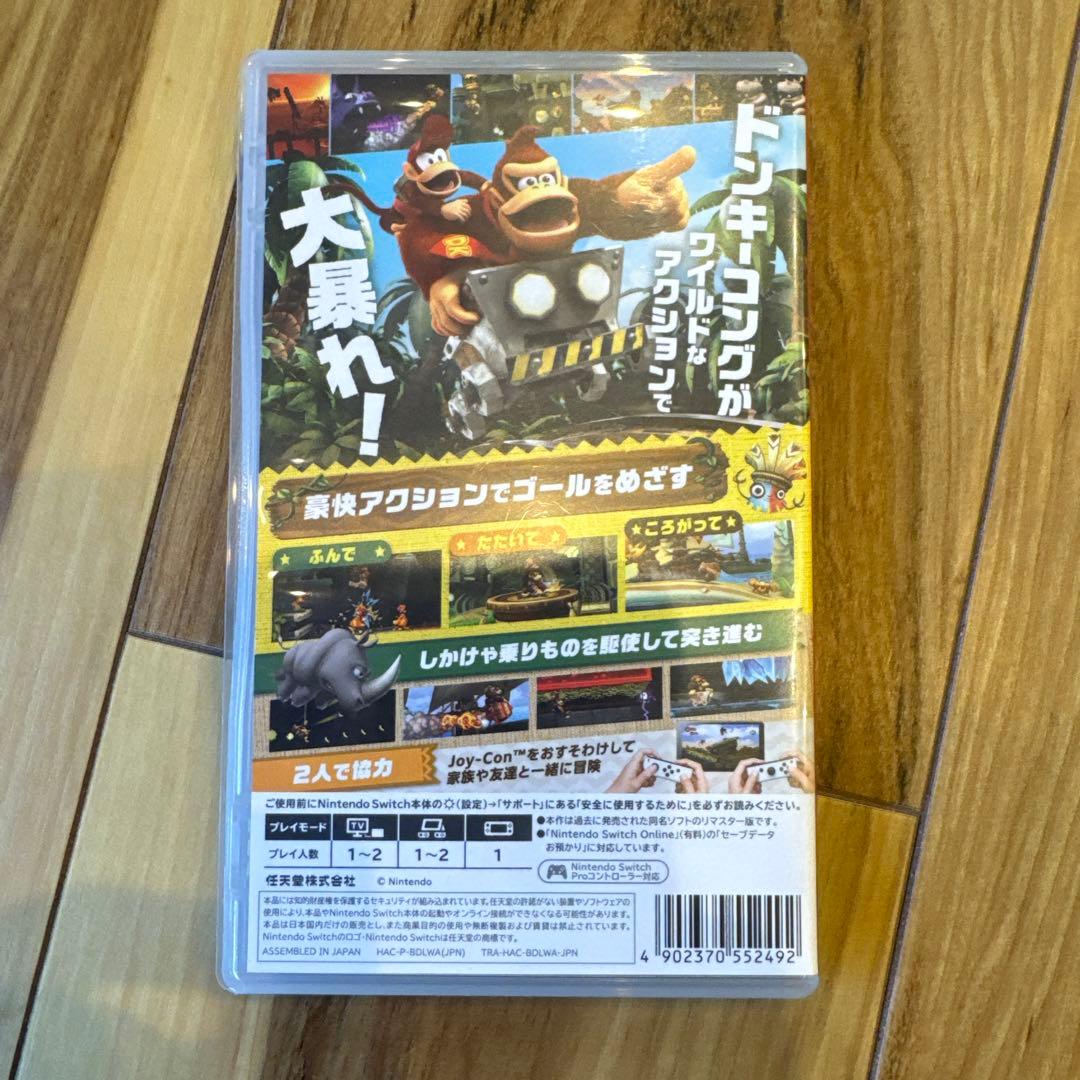 ドンキーコングが
ワイルドな
アクションで
大暴れ!
DK
豪快アクションでゴールをめざす
★ ふんで ★
★ たたいて ★
★ころがって★
しかけや乗りものを駆使して突き進む
2人で協力
Joy-Con™をおすそわけして
家族や友達と一緒に冒険
ご使用前にNintendo Switch本体の(設定)→「サポート」にある「安全に使用するために」を必ずお読みください。
プレイモード TV
プレイ人数 1～2 1～2 1
●本作は過去に発売された同名ソフトのリマスター版です。
●「Nintendo Switch Online」(有料)の「セーブデータ
お預かり」に対応しています。
Nintendo Switch
Proコントローラー対応
任天堂株式会社 © Nintendo
本品には知的財産権を保護するセキュリティが組み込まれています。任天堂の許諾がない装置やソフトウェアの
使用により、本品やNintendo Switch本体の起動やオンライン接続ができなくなる可能性があります。
本品は日本国内だけの販売とし、また商業目的の使用や無断複製および賃貸は禁止されています。
Nintendo Switchのロゴ・Nintendo Switchは任天堂の商標です。
ASSEMBLED IN JAPAN HAC-P-BDLWA(JPN) TRA-HAC-BDLWA-JPN
4 902370 552492